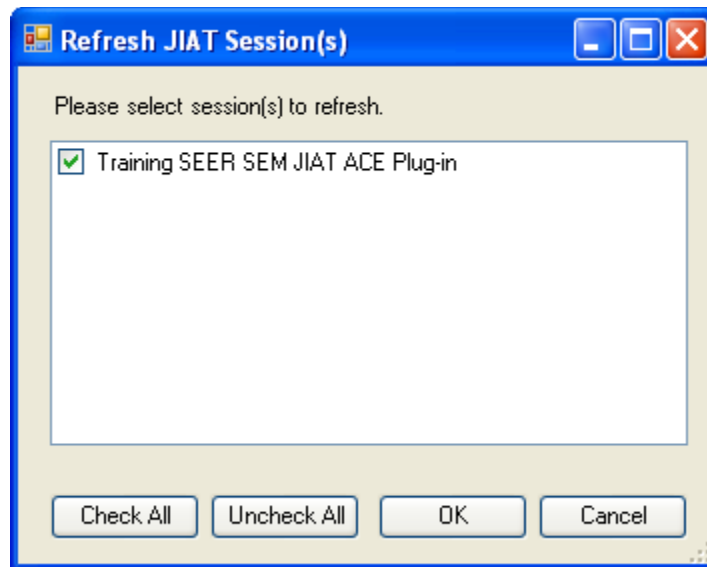 Refresh JIAT Session(s)
Please select session(s) to refresh.
Training SEER SEM JIAT ACE Plug-in
Check All
Uncheck All
OK
Cancel